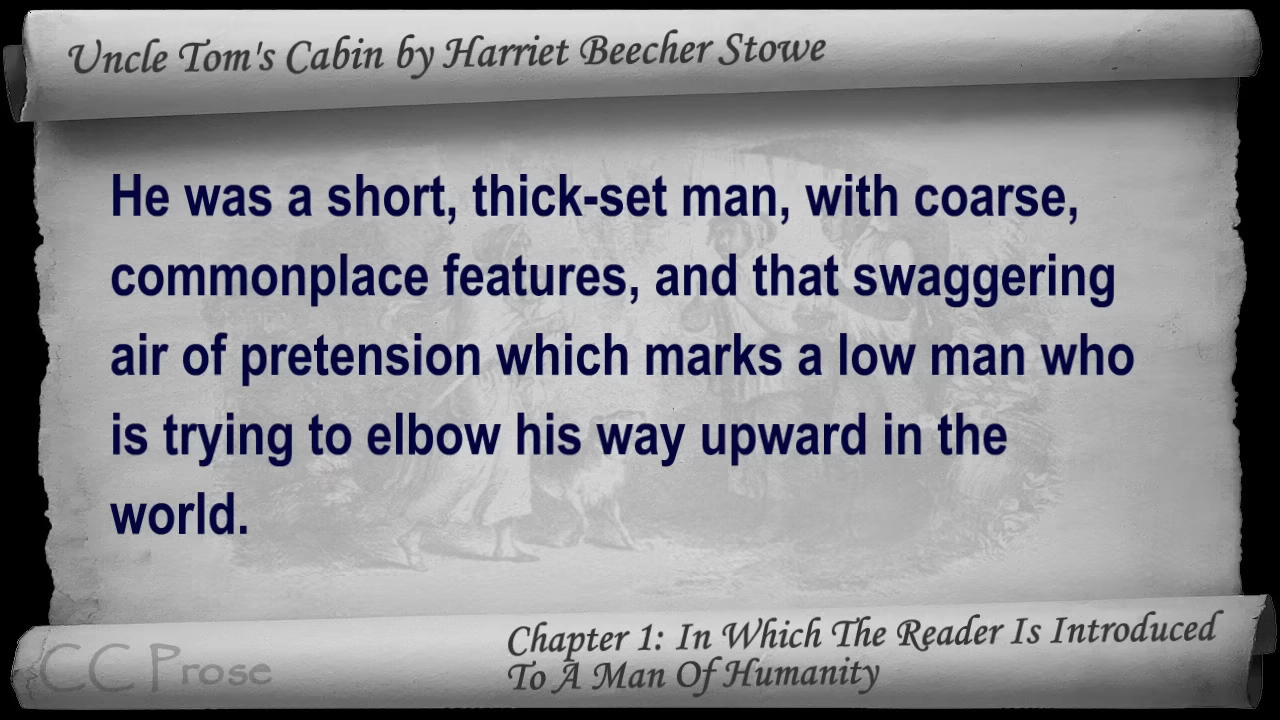 Uncle Tom's Cabin by Harriet Beecher Stowe
He was a short, thick-set man, with coarse,
commonplace features, and that swaggering
air of pretension which marks a low man who
is trying to elbow his way upward in the
world.
Chapter 1: In Which The Reader Is Introduced
To A Man Of Humanity
CC Prose